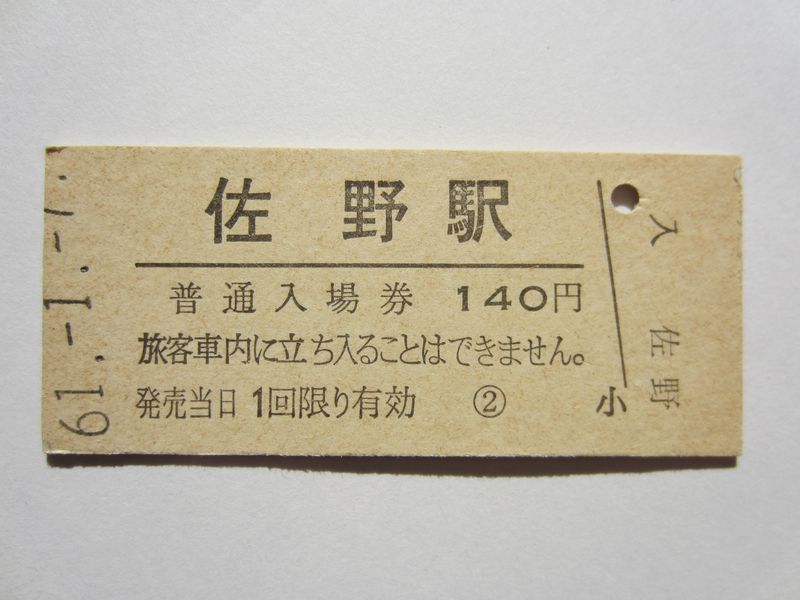 佐野駅
普通入場券 140円
旅客車内に立ち入ることはできません。
発売当日1回限り有効 ②
小
入 佐野
61.-1.-7.